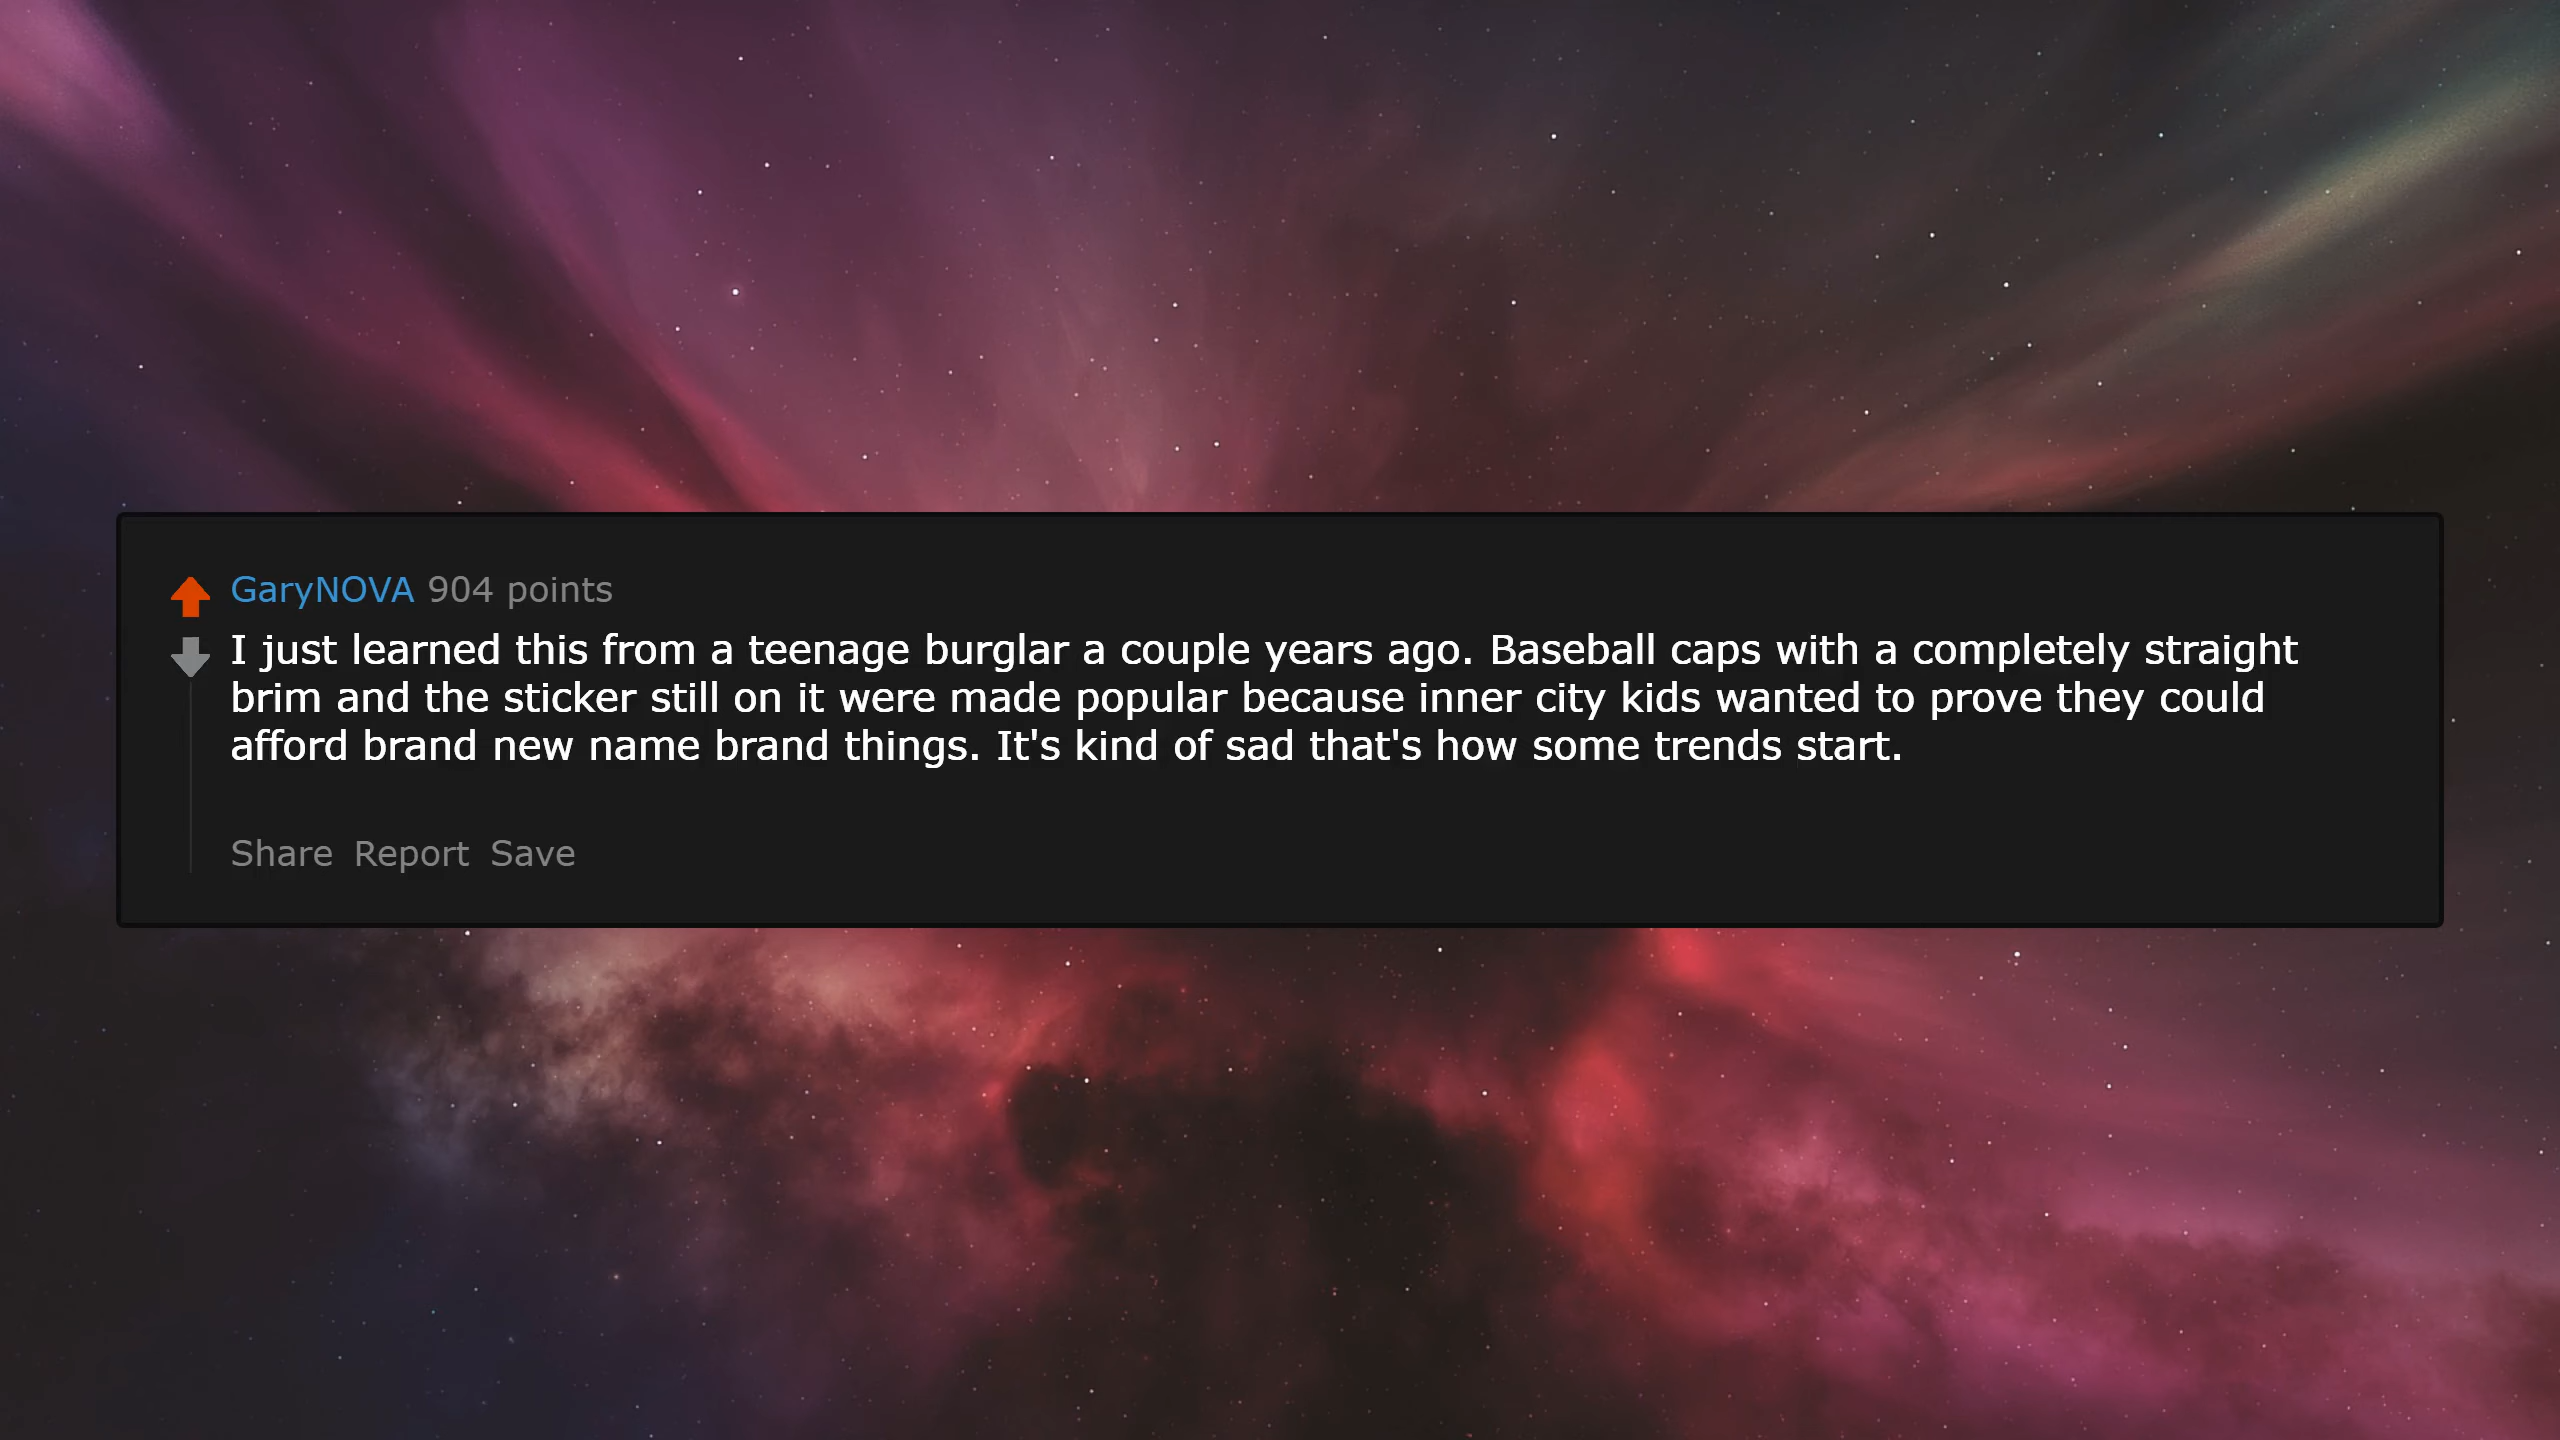 GaryNOVA 904 points
I just learned this from a teenage burglar a couple years ago. Baseball caps with a completely straight
brim and the sticker still on it were made popular because inner city kids wanted to prove they could
afford brand new name brand things. It's kind of sad that's how some trends start.
Share Report Save